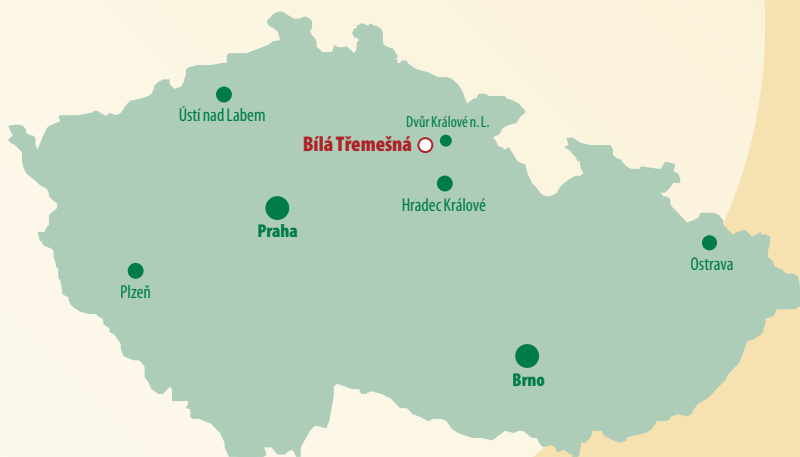 Ústí nad Labem
Dvůr Králové n. L.
Bílá Třemešná
Hradec Králové
Praha
Ostrava
Plzeň
Brno